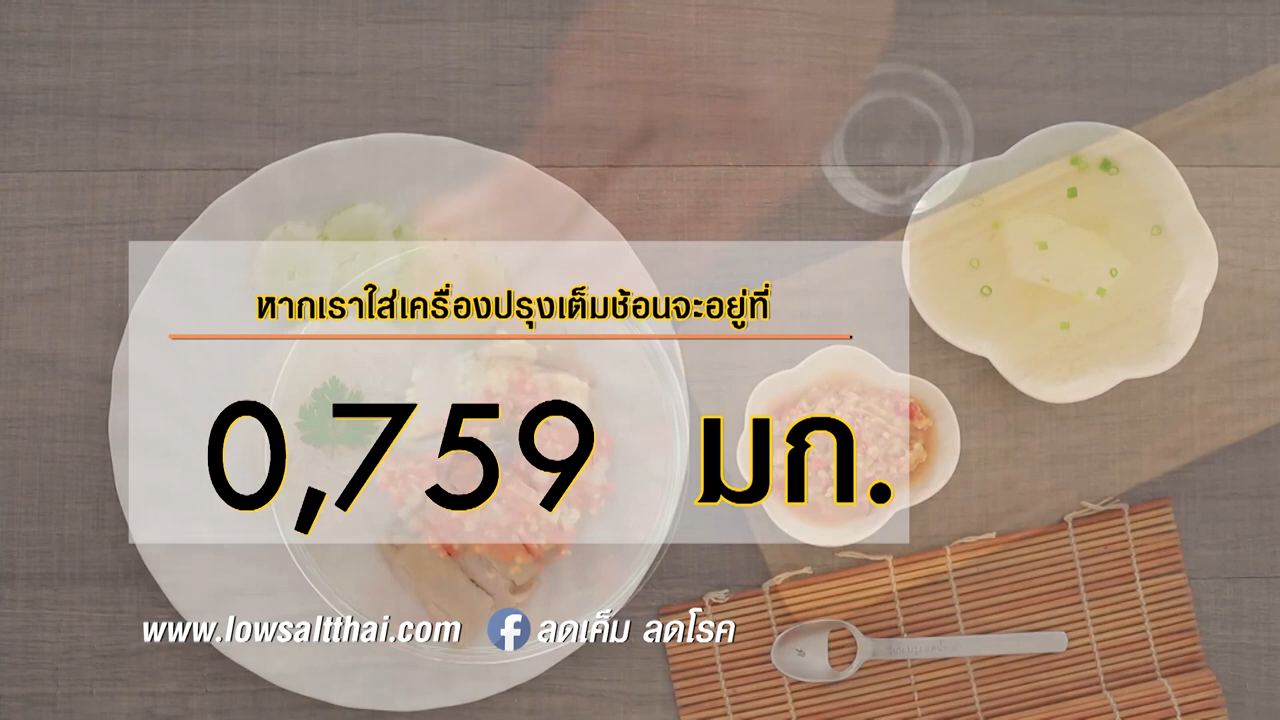 หากเราใส่เครื่องปรุงเต็มช้อนจะอยู่ที่
0,759 มก.
www.lowsaltthai.com f ลดเค็ม ลดโรค